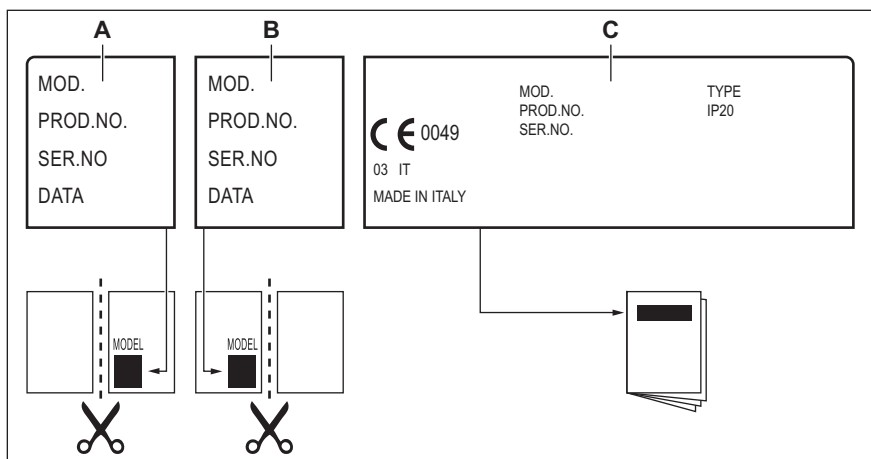 A
B
C
MOD.
PROD.NO.
SER.NO
DATA
MOD.
PROD.NO.
SER.NO
DATA
MOD.
PROD.NO.
SER.NO.
TYPE
IP20
CE 0049
03 IT
MADE IN ITALY
MODEL
MODEL